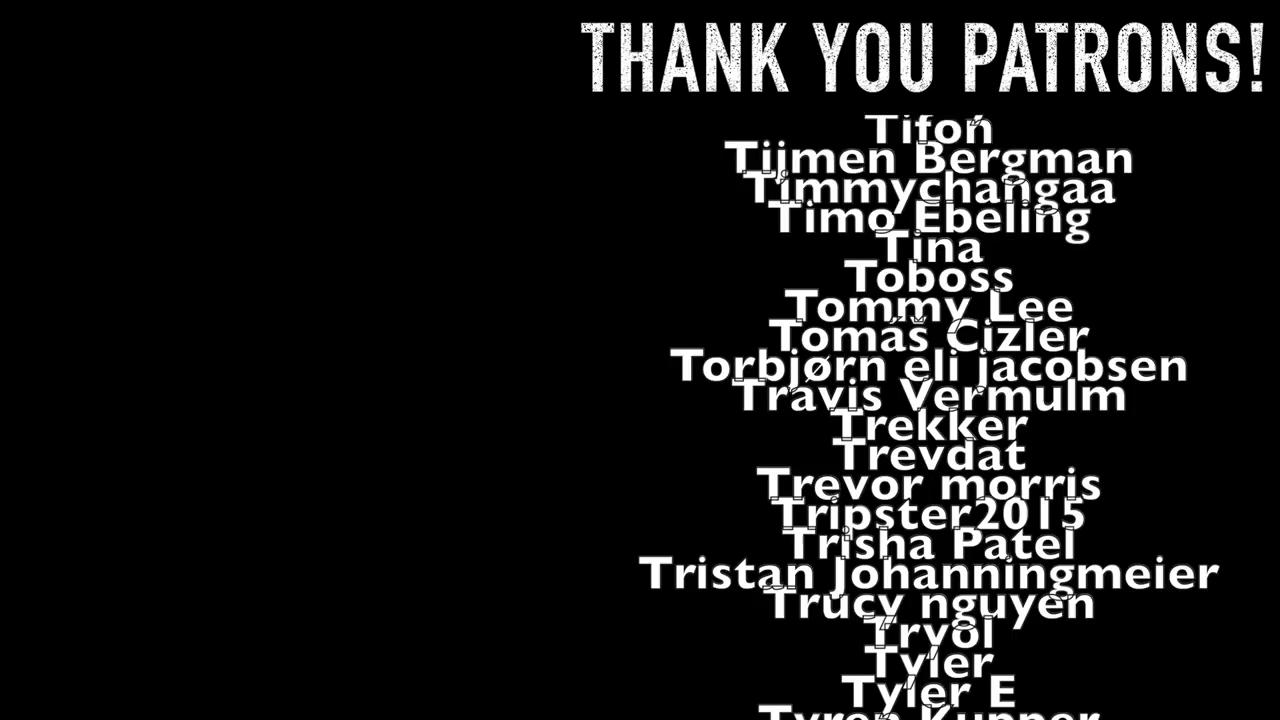 THANK YOU PATRONS!
Tifon
Tijmen Bergman
Timmychangaa
Timo Ebeling
Tina
Toboss
Tommy Lee
Tomáš Cizler
Torbjørn eli jacobsen
Travis Vermulm
Trekker
Trevdat
Trevor morris
Tripster2015
Trisha Patel
Tristan Johanningmeier
Trucy nguyen
Tryol
Tyler
Tyler E